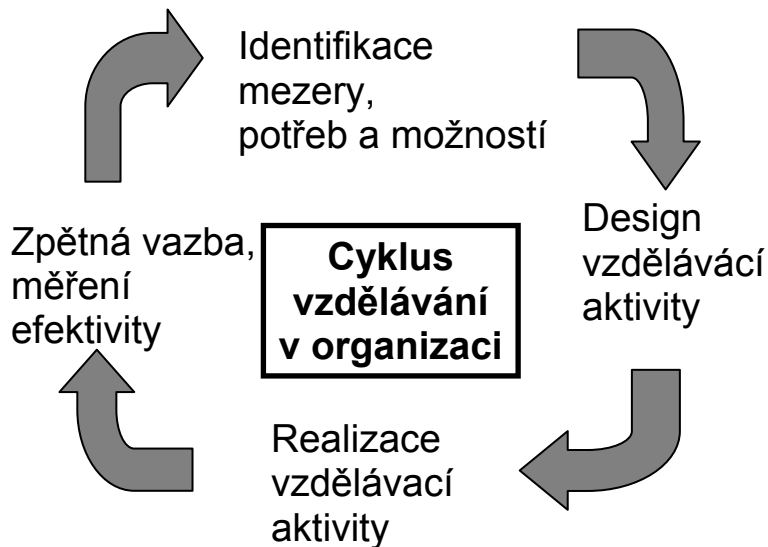 Identifikace
mezery,
potřeb a možností
Design
vzdělávácí
aktivity
Realizace
vzdělávací
aktivity
Zpětná vazba,
měření
efektivity
Cyklus
vzdělávání
v organizaci